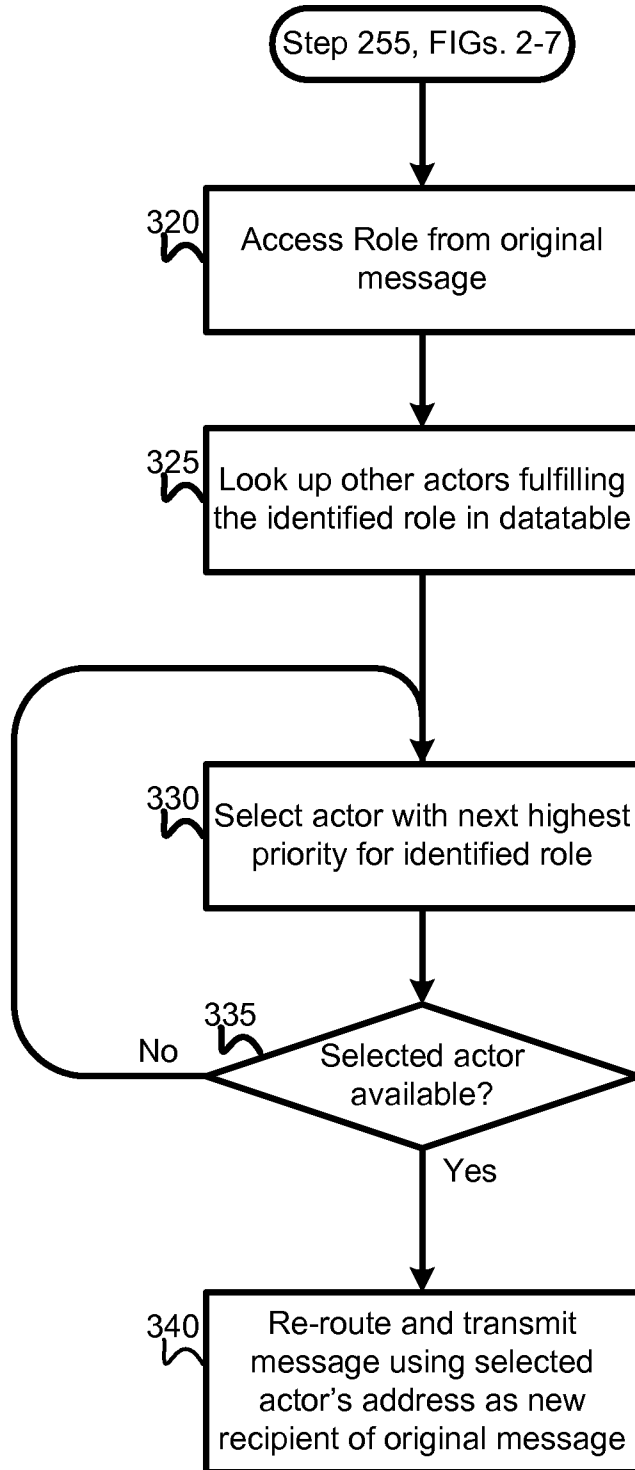 Step 255, FIGs. 2-7
320
Access Role from original
message
325
Look up other actors fulfilling
the identified role in datatable
330
Select actor with next highest
priority for identified role
335
No
Selected actor
available?
Yes
340
Re-route and transmit
message using selected
actor's address as new
recipient of original message